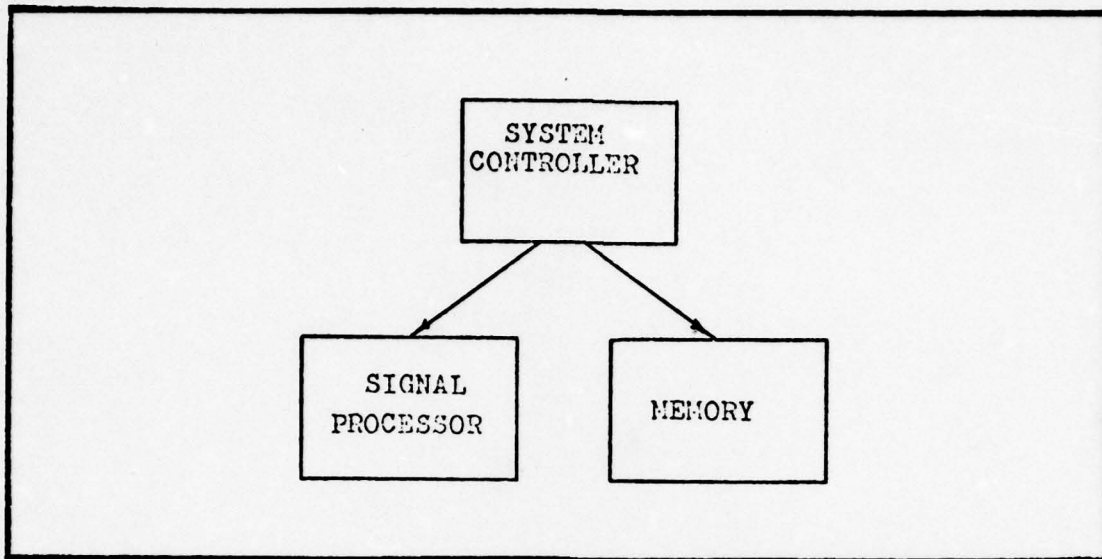 SYSTEM
CONTROLLER
SIGNAL
PROCESSOR
MEMORY